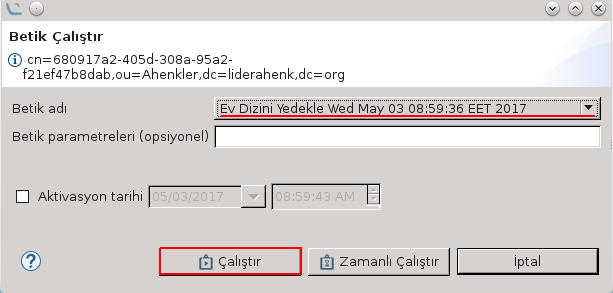 Betik Çalıştır
cn=680917a2-405d-308a-95a2-
f21ef47b8dab,ou=Ahenkler,dc=liderahenk,dc=org
Betik adı
Ev Dizini Yedekle Wed May 03 08:59:36 EET 2017
Betik parametreleri (opsiyonel)
Aktivasyon tarihi 05/03/2017 08:59:43 AM
Çalıştır Zamanlı Çalıştır İptal